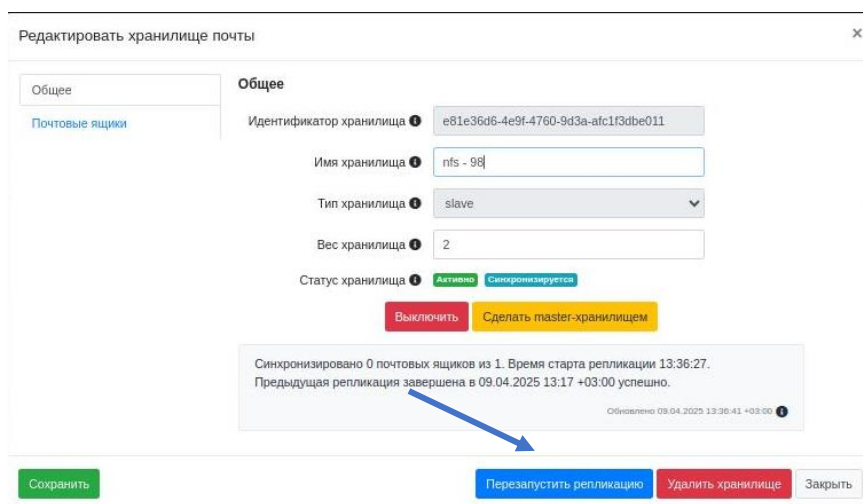 Редактировать хранилище почты
×
Общее
Почтовые ящики
Общее
Идентификатор хранилища e81e36d6-4e9f-4760-9d3a-afc1f3dbe011
Имя хранилища nfs - 98
Тип хранилища slave
Вес хранилища 2
Статус хранилища Активно Синхронизируется
Выключить Сделать master-хранилищем
Синхронизировано 0 почтовых ящиков из 1. Время старта репликации 13:36:27.
Предыдущая репликация завершена в 09.04.2025 13:17 +03:00 успешно.
Обновлено 09.04.2025 13:36:41 +03:00
Сохранить Перезапустить репликацию Удалить хранилище Закрыть